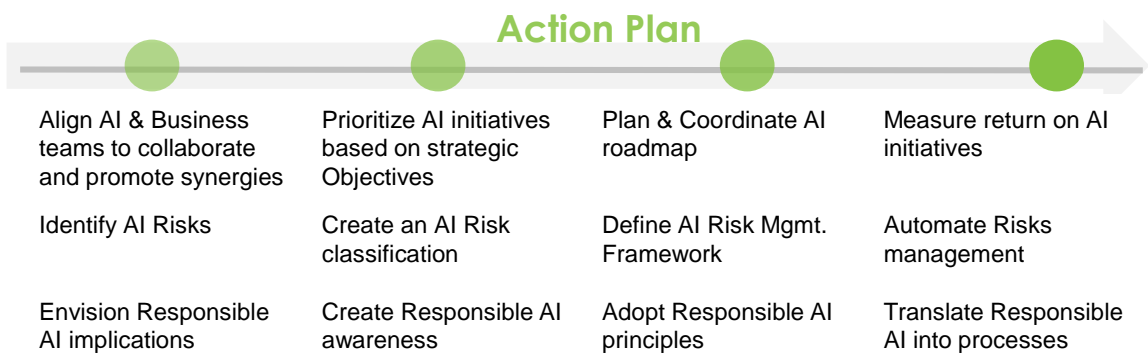 Action Plan
Align AI & Business
teams to collaborate
and promote synergies
Prioritize AI initiatives
based on strategic
Objectives
Plan & Coordinate AI
roadmap
Measure return on AI
initiatives
Identify AI Risks
Create an AI Risk
classification
Define AI Risk Mgmt.
Framework
Automate Risks
management
Envision Responsible
AI implications
Create Responsible AI
awareness
Adopt Responsible AI
principles
Translate Responsible
AI into processes